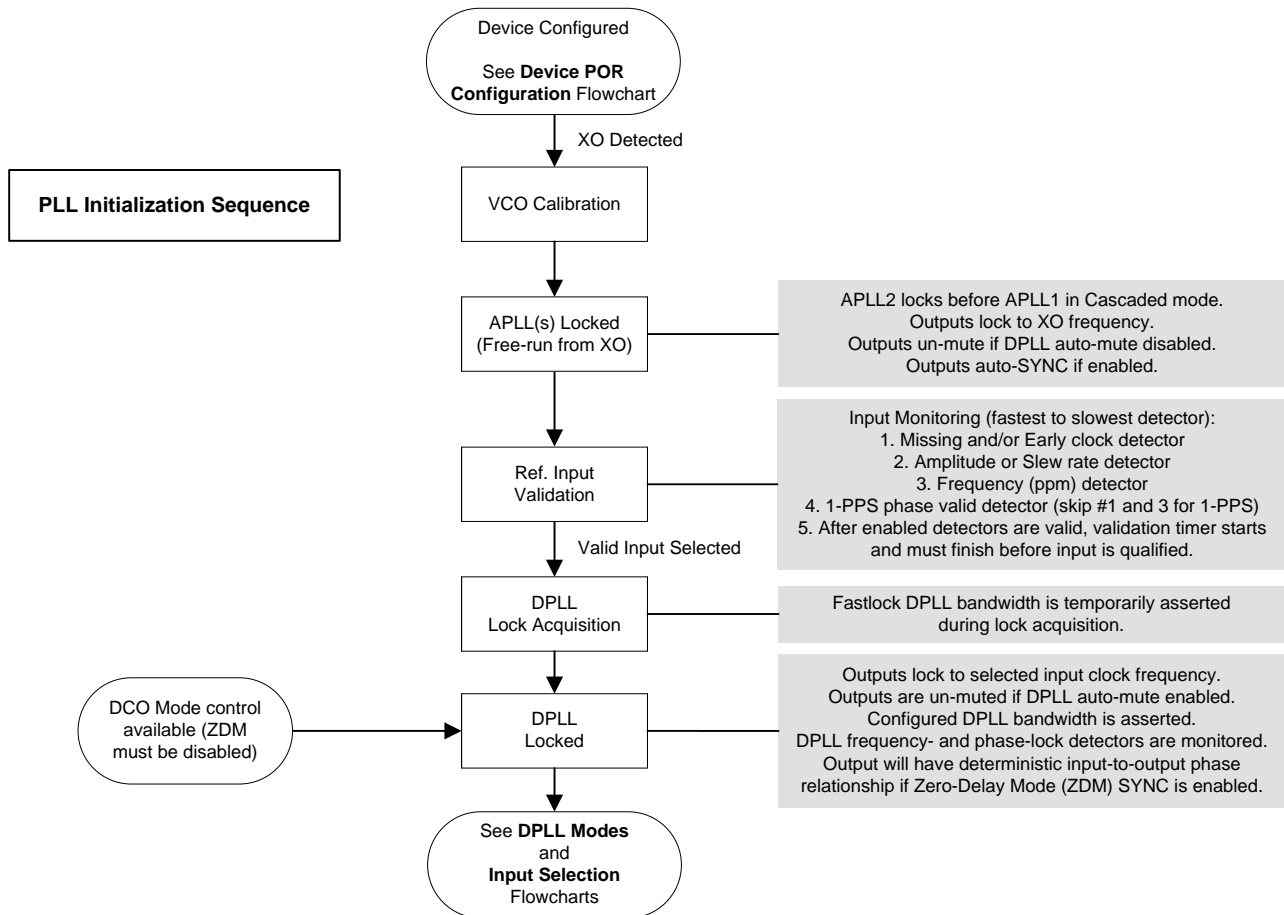 Device Configured
See Device POR
Configuration Flowchart
XO Detected
PLL Initialization Sequence
VCO Calibration
APLL(s) Locked
(Free-run from XO)
APLL2 locks before APLL1 in Cascaded mode.
Outputs lock to XO frequency.
Outputs un-mute if DPLL auto-mute disabled.
Outputs auto-SYNC if enabled.
Ref. Input
Validation
Input Monitoring (fastest to slowest detector):
1. Missing and/or Early clock detector
2. Amplitude or Slew rate detector
3. Frequency (ppm) detector
4. 1-PPS phase valid detector (skip #1 and 3 for 1-PPS)
5. After enabled detectors are valid, validation timer starts
and must finish before input is qualified.
Valid Input Selected
DPLL
Lock Acquisition
Fastlock DPLL bandwidth is temporarily asserted
during lock acquisition.
DCO Mode control
available (ZDM
must be disabled)
DPLL
Locked
Outputs lock to selected input clock frequency.
Outputs are un-muted if DPLL auto-mute enabled.
Configured DPLL bandwidth is asserted.
DPLL frequency- and phase-lock detectors are monitored.
Output will have deterministic input-to-output phase
relationship if Zero-Delay Mode (ZDM) SYNC is enabled.
See DPLL Modes
and
Input Selection
Flowcharts